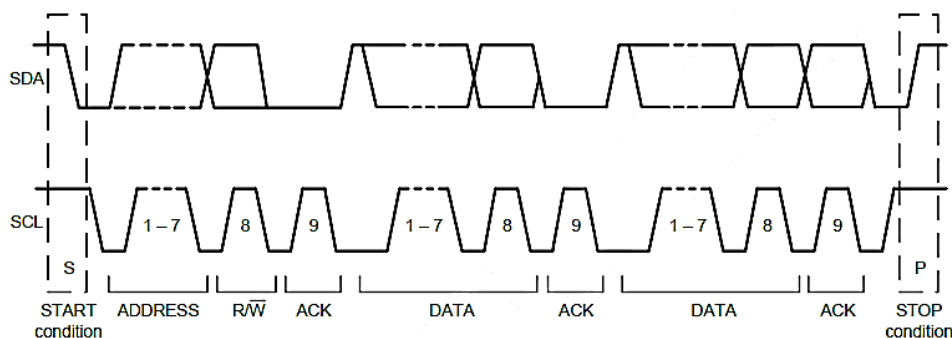 SDA
SCL
1 – 7 8 9 1 – 7 8 9 1 – 7 8 9
S P
START condition ADDRESS R/W̅ ACK DATA ACK DATA ACK STOP condition